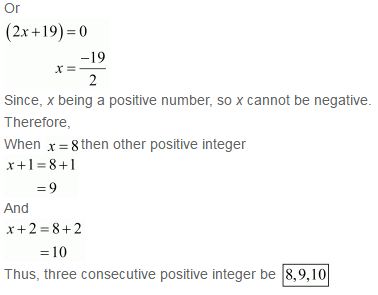 Or
(2x+19)=0
x=-19/2
Since, x being a positive number, so x cannot be negative.
Therefore,
When x=8 then other positive integer
x+1=8+1
=9
And
x+2=8+2
=10
Thus, three consecutive positive integer be 8,9,10